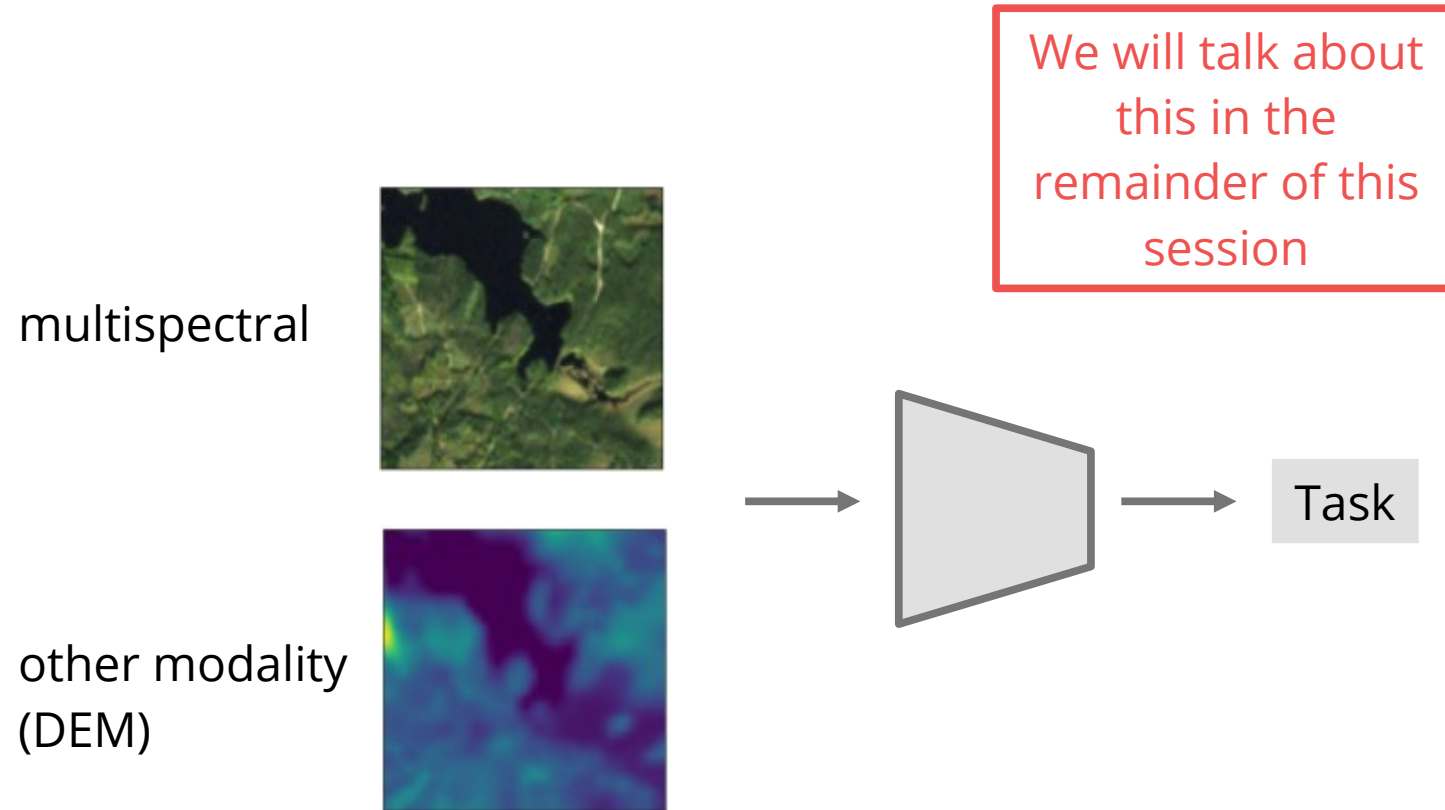 We will talk about
this in the
remainder of this
session
multispectral
Task
other modality
(DEM)